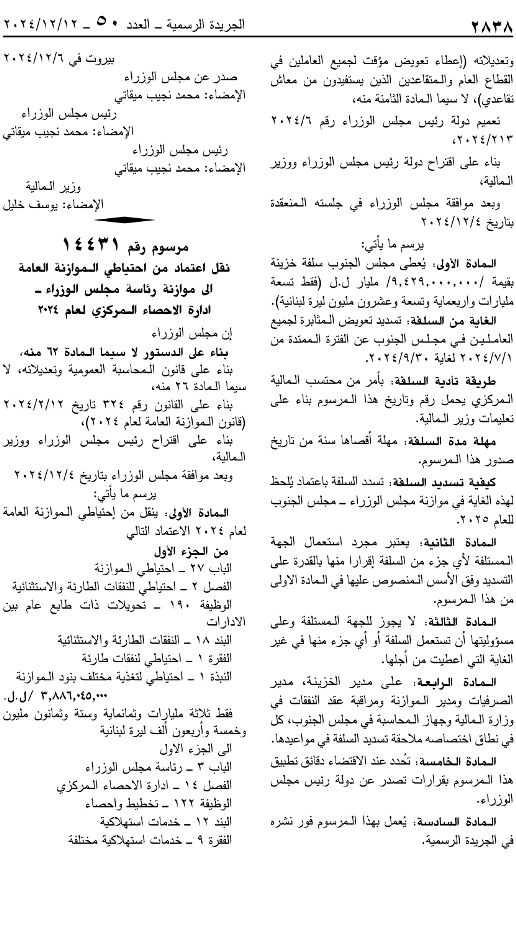 ٢٨٣٨
الجريدة الرسمية ــ العدد ٥٠ ــ ٢٠٢٤/١٢/١٢
وتعديلاته (إعطاء تعويض مؤقت لجميع العاملين في
القطاع العام والمتقاعدين الذين يستفيدون من معاش
تقاعدي)، لا سيما المادة الثامنة منه،
تعميم دولة رئيس مجلس الوزراء رقم ٢٠٢٤/٦
٢٠٢٤/٢١٣،
بناء على اقتراح دولة رئيس مجلس الوزراء ووزير
المالية،
وبعد موافقة مجلس الوزراء في جلسته المنعقدة
بتاريخ ٢٠٢٤/١٢/٤
يرسم ما يأتي:
المادة الأولى: يُعطى مجلس الجنوب سلفة خزينة
بقيمة /٩,٤٢٩,٠٠٠,٠٠٠/ مليار ل.ل (فقط تسعة
مليارات واربعماية وتسعة وعشرون مليون ليرة لبنانية).
الغاية من السلفة: تسديد تعويض المثابرة لجميع
العاملين في مجلس الجنوب عن الفترة الممتدة من
٢٠٢٤/٧/١ لغاية ٢٠٢٤/٩/٣٠.
طريقة تأدية السلفة: بأمر من محتسب المالية
المركزي يحمل رقم وتاريخ هذا المرسوم بناء على
تعليمات وزير المالية.
مهلة مدة السلفة: مهلة أقصاها سنة من تاريخ
صدور هذا المرسوم.
كيفية تسديد السلفة: تسدد السلفة باعتماد يُلحظ
لهذه الغاية في موازنة مجلس الوزراء ــ مجلس الجنوب
للعام ٢٠٢٥.
المادة الثانية: يعتبر مجرد استعمال الجهة
المستلفة لأي جزء من السلفة إقرارا منها بالقدرة على
التسديد وفق الأسس المنصوص عليها في المادة الاولى
من هذا المرسوم.
المادة الثالثة: لا يجوز للجهة المستلفة وعلى
مسؤوليتها أن تستعمل السلفة أو أي جزء منها في غير
الغاية التي اعطيت من أجلها.
المادة الرابعة: على مدير الخزينة، مدير
الصرفيات ومدير الموازنة ومراقبة عقد النفقات في
وزارة المالية وجهاز المحاسبة في مجلس الجنوب، كل
في نطاق اختصاصه ملاحقة تسديد السلفة في مواعيدها.
المادة الخامسة: تُحدد عند الاقتضاء دقائق تطبيق
هذا المرسوم بقرارات تصدر عن دولة رئيس مجلس
الوزراء.
المادة السادسة: يُعمل بهذا المرسوم فور نشره
في الجريدة الرسمية.
بيروت في ٢٠٢٤/١٢/٦
صدر عن مجلس الوزراء
الإمضاء: محمد نجيب ميقاتي
رئيس مجلس الوزراء
الإمضاء: محمد نجيب ميقاتي
رئيس مجلس الوزراء
الإمضاء: محمد نجيب ميقاتي
وزير المالية
الإمضاء: يوسف خليل
مرسوم رقم ١٤٤٣١
نقل اعتماد من احتياطي الموازنة العامة
الى موازنة رئاسة مجلس الوزراء ــ
ادارة الاحصاء المركزي لعام ٢٠٢٤
إن مجلس الوزراء
بناء على الدستور لا سيما المادة ٦٢ منه،
بناء على قانون المحاسبة العمومية وتعديلاته، لا
سيما المادة ٢٦ منه،
بناء على القانون رقم ٣٢٤ تاريخ ٢٠٢٤/٢/١٢
(قانون الموازنة العامة لعام ٢٠٢٤)،
بناء على اقتراح رئيس مجلس الوزراء ووزير
المالية،
وبعد موافقة مجلس الوزراء بتاريخ ٢٠٢٤/١٢/٤
يرسم ما يأتي:
المادة الأولى: ينقل من إحتياطي الموازنة العامة
لعام ٢٠٢٤ الاعتماد التالي
من الجزء الأول
الباب ٢٧ ــ احتياطي الموازنة
الفصل ٢ ــ احتياطي للنفقات الطارئة والاستثنائية
الوظيفة ١٩٠ ــ تحويلات ذات طابع عام بين
الادارات
البند ١٨ ــ النفقات الطارئة والاستثنائية
الفقرة ١ ــ احتياطي لنفقات طارئة
النبذة ١ ــ احتياطي لتغذية مختلف بنود الموازنة
٣,٨٨٦,٠٤٥,٠٠٠ /ل.ل.
فقط ثلاثة مليارات وثمانماية وستة وثمانون مليون
وخمسة وأربعون ألف ليرة لبنانية
الى الجزء الاول
الباب ٣ ــ رئاسة مجلس الوزراء
الفصل ١٤ ــ ادارة الاحصاء المركزي
الوظيفة ١٢٢ ــ تخطيط واحصاء
البند ١٢ ــ خدمات استهلاكية
الفقرة ٩ ــ خدمات استهلاكية مختلفة